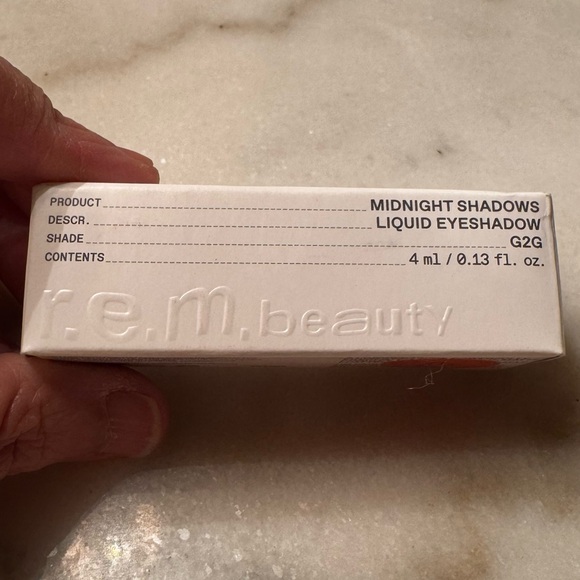 PRODUCT MIDNIGHT SHADOWS
DESCR. LIQUID EYESHADOW
SHADE G2G
CONTENTS 4 ml / 0.13 fl. oz.
r.e.m.beauty